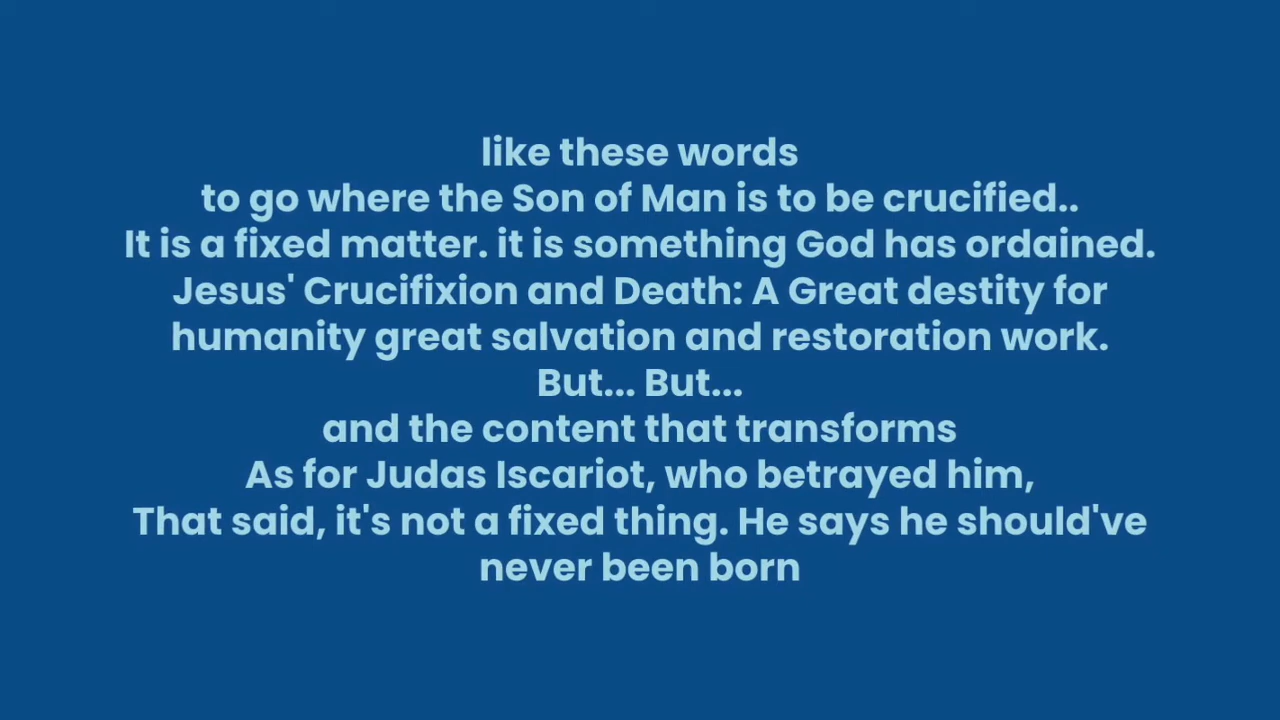 like these words
to go where the Son of Man is to be crucified..
It is a fixed matter. it is something God has ordained.
Jesus' Crucifixion and Death: A Great destity for
humanity great salvation and restoration work.
But... But...
and the content that transforms
As for Judas Iscariot, who betrayed him,
That said, it's not a fixed thing. He says he should've
never been born